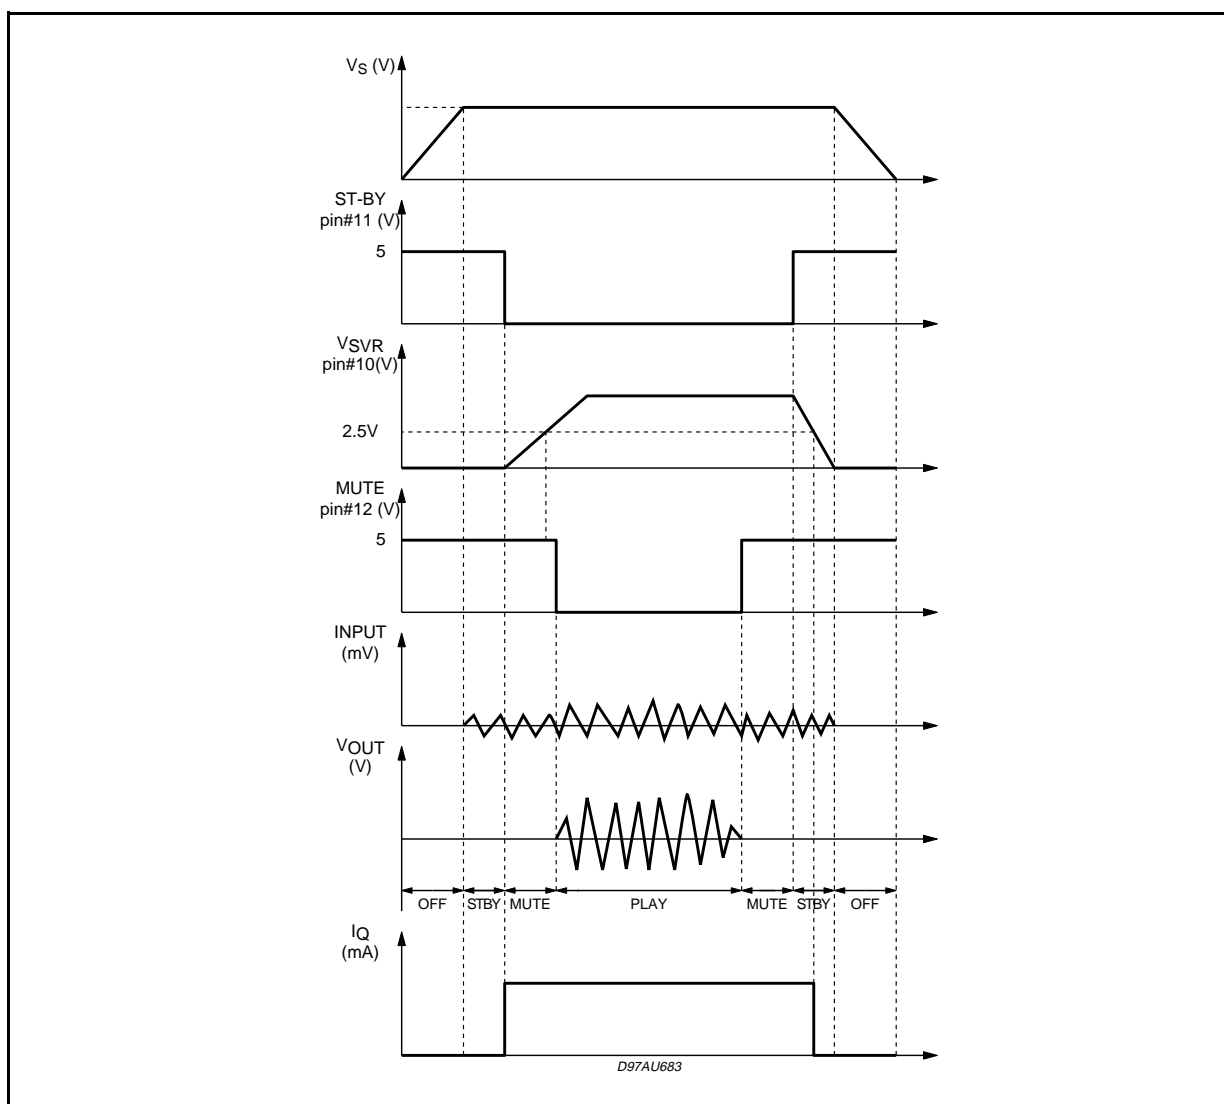 VS (V)
ST-BY
pin#11 (V)
5
VSVR
pin#10(V)
2.5V
MUTE
pin#12 (V)
5
INPUT
(mV)
VOUT
(V)
OFF STBY MUTE PLAY MUTE STBY OFF
IQ
(mA)
D97AU683